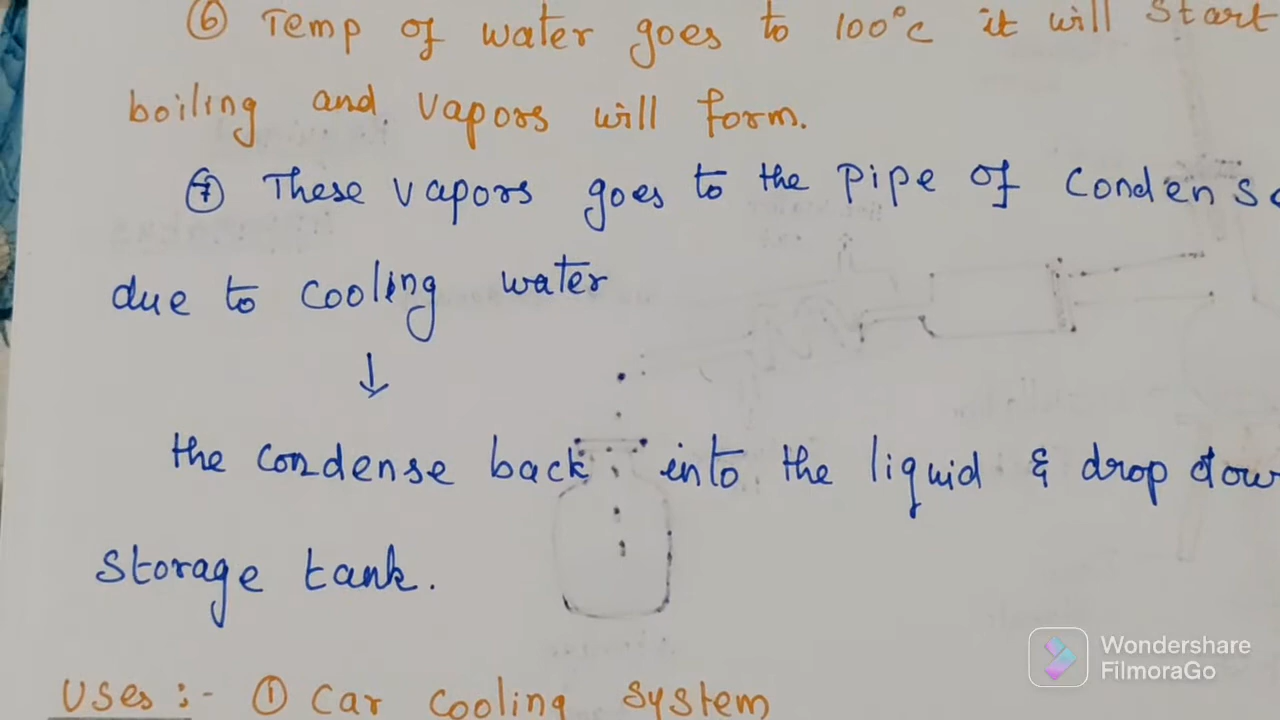 ⑥ Temp of water goes to 100°c it will start
boiling and vapors will form.
⑦ These vapors goes to the pipe of
due to cooling water
↓
the condense back into the liquid & drop
storage tank.
Uses :- ① Car cooling system
Wondershare
FilmoraGo